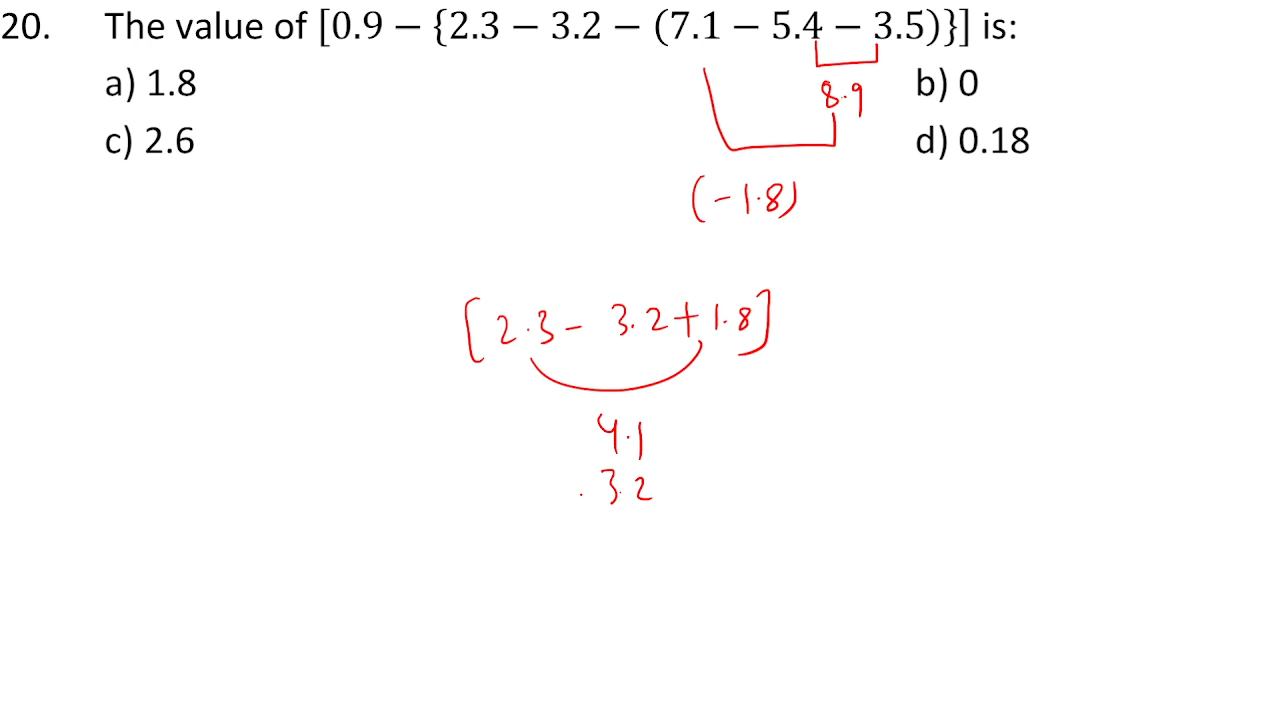 20. The value of [0.9 − {2.3 − 3.2 − (7.1 − 5.4 − 3.5)}] is:
a) 1.8 b) 0
8.9
c) 2.6 d) 0.18
(-1.8)
[2.3 - 3.2 + 1.8]
4.1
3.2